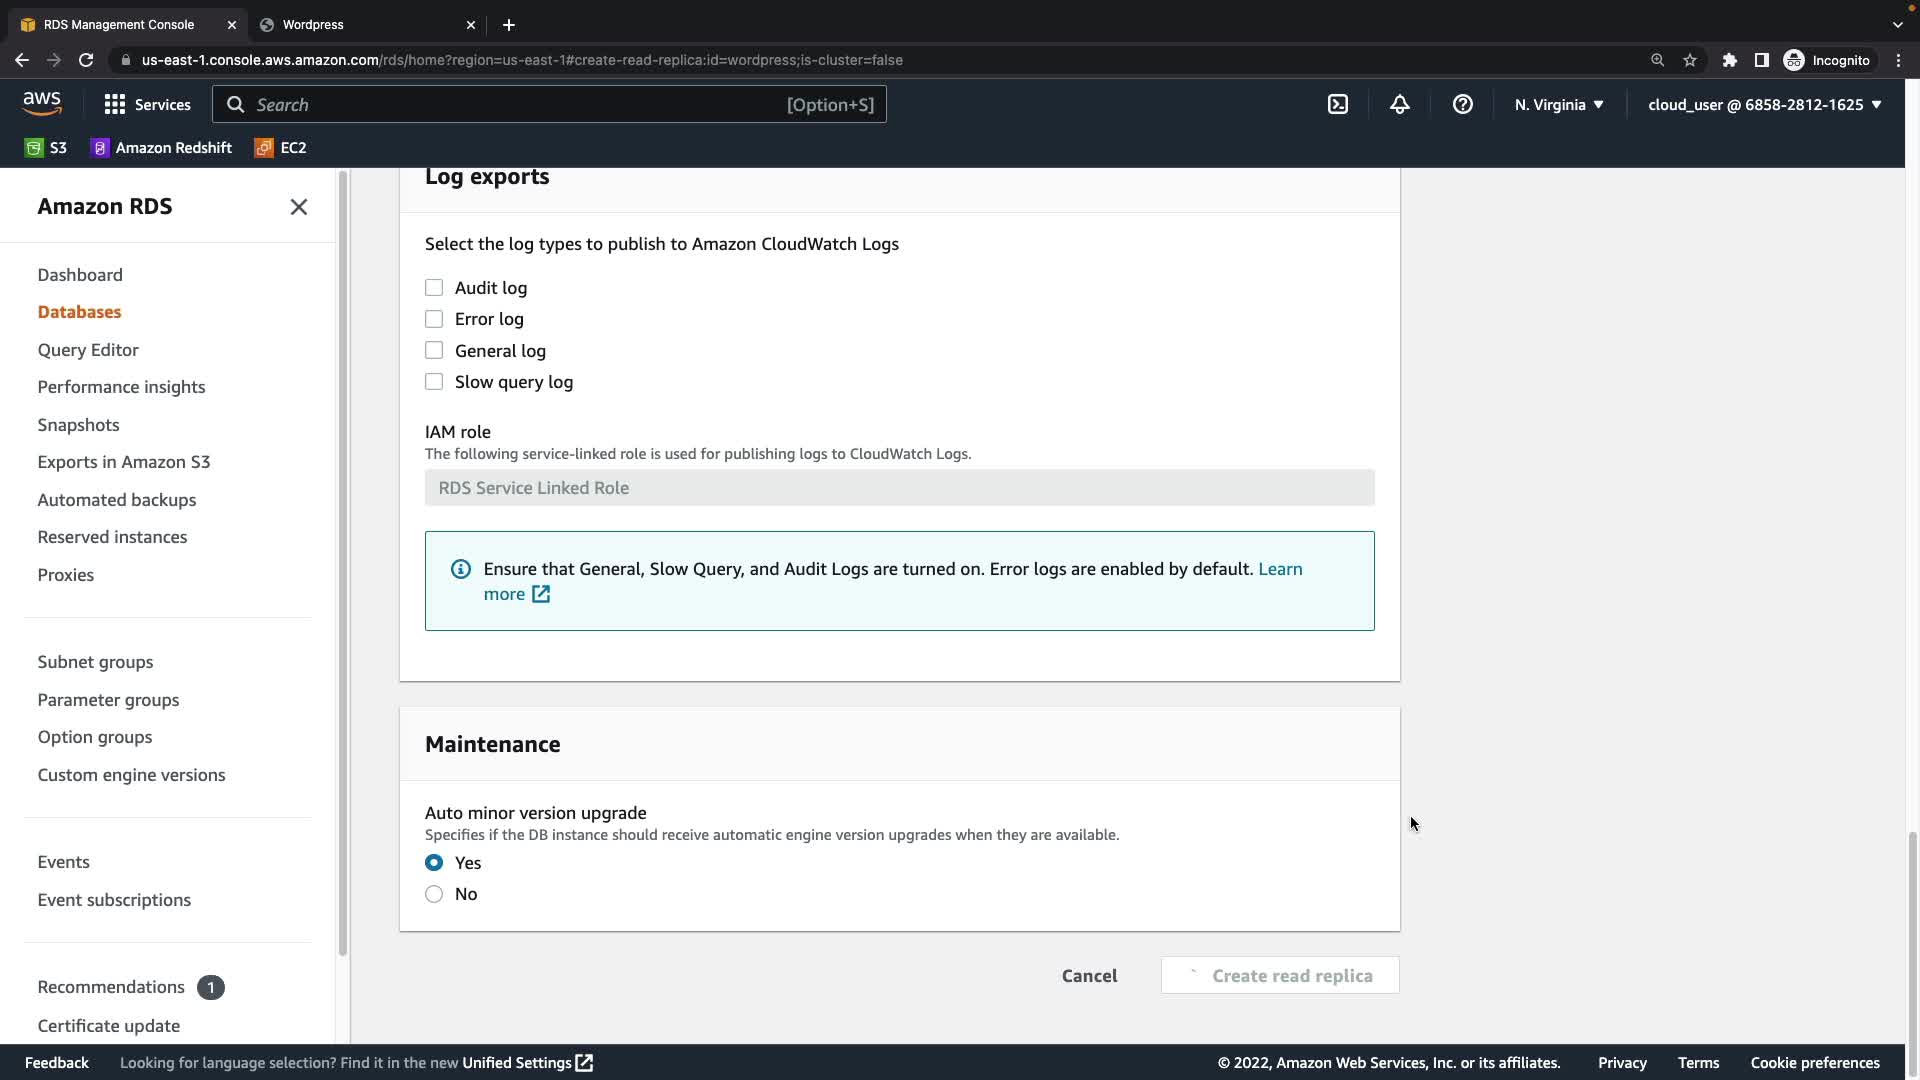 RDS Management Console
Wordpress
us-east-1.console.aws.amazon.com/rds/home?region=us-east-1#create-read-replica:id=wordpress;is-cluster=false
Incognito
aws
Services
Search
[Option+S]
N. Virginia
cloud_user @ 6858-2812-1625
S3
Amazon Redshift
EC2
Amazon RDS
Dashboard
Databases
Query Editor
Performance insights
Snapshots
Exports in Amazon S3
Automated backups
Reserved instances
Proxies
Subnet groups
Parameter groups
Option groups
Custom engine versions
Events
Event subscriptions
Recommendations 1
Certificate update
Log exports
Select the log types to publish to Amazon CloudWatch Logs
Audit log
Error log
General log
Slow query log
IAM role
The following service-linked role is used for publishing logs to CloudWatch Logs.
RDS Service Linked Role
Ensure that General, Slow Query, and Audit Logs are turned on. Error logs are enabled by default. Learn
more
Maintenance
Auto minor version upgrade
Specifies if the DB instance should receive automatic engine version upgrades when they are available.
Yes
No
Cancel
Create read replica
Feedback
Looking for language selection? Find it in the new Unified Settings
© 2022, Amazon Web Services, Inc. or its affiliates.
Privacy
Terms
Cookie preferences